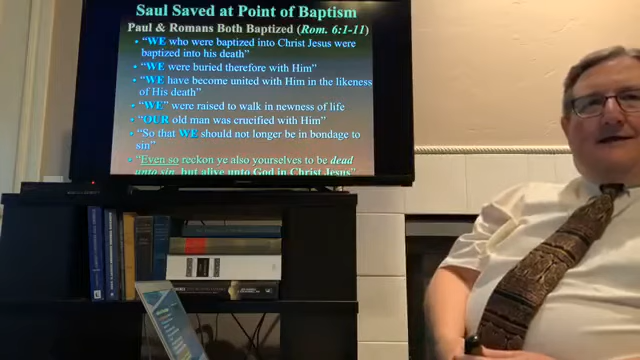 Saul Saved at Point of Baptism
Paul & Romans Both Baptized (Rom. 6:1-11)
• “WE who were baptized into Christ Jesus were
baptized into his death”
• “WE were buried therefore with Him”
• “WE have become united with Him in the likeness
of His death”
• “WE” were raised to walk in newness of life
• “OUR old man was crucified with Him”
• “So that WE should not longer be in bondage to
sin”
• “Even so reckon ye also yourselves to be dead
unto sin, but alive unto God in Christ Jesus”